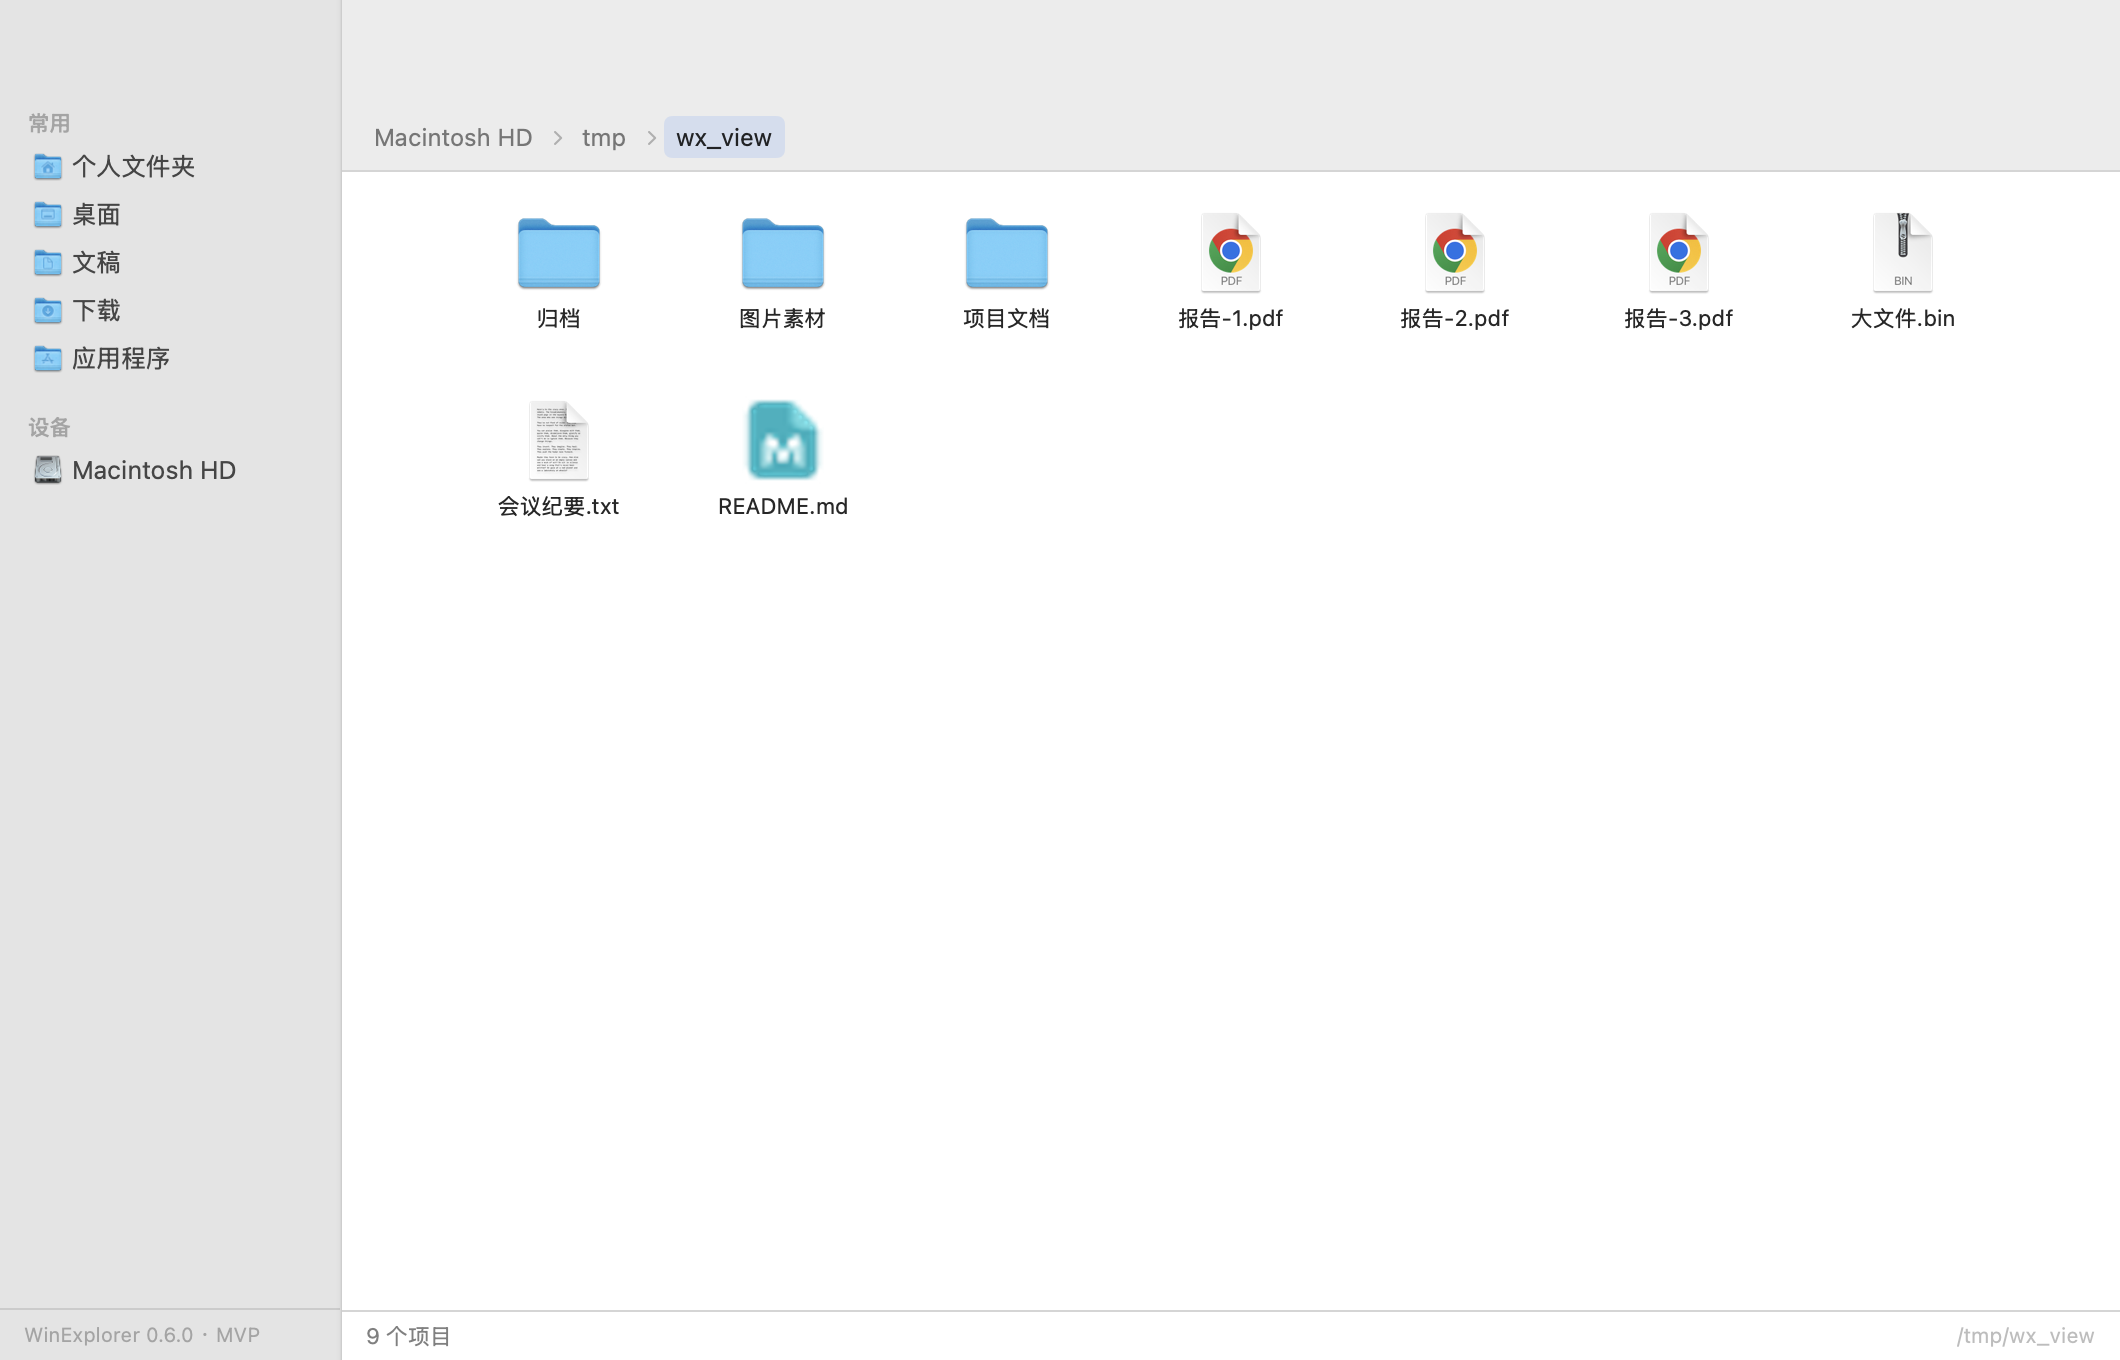 常用
个人文件夹
桌面
文稿
下载
应用程序
设备
Macintosh HD
WinExplorer 0.6.0 · MVP
Macintosh HD > tmp > wx_view
归档 图片素材 项目文档 报告-1.pdf 报告-2.pdf 报告-3.pdf 大文件.bin
PDF PDF PDF BIN
会议纪要.txt README.md
M
9 个项目
/tmp/wx_view